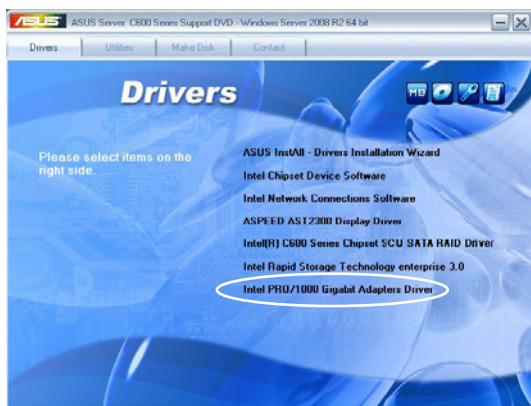 ASUS ASUS Server C600 Series Support DVD - Windows Server 2008 R2 64 bit
Drivers Utilities Make Disk Contact
Drivers
MB
Please select items on the
right side.
ASUS InstAll - Drivers Installation Wizard
Intel Chipset Device Software
Intel Network Connections Software
ASPEED AST2300 Display Driver
Intel(R) C600 Series Chipset SCU SATA RAID Driver
Intel Rapid Storage Technology enterprise 3.0
Intel PRO/1000 Gigabit Adapters Driver